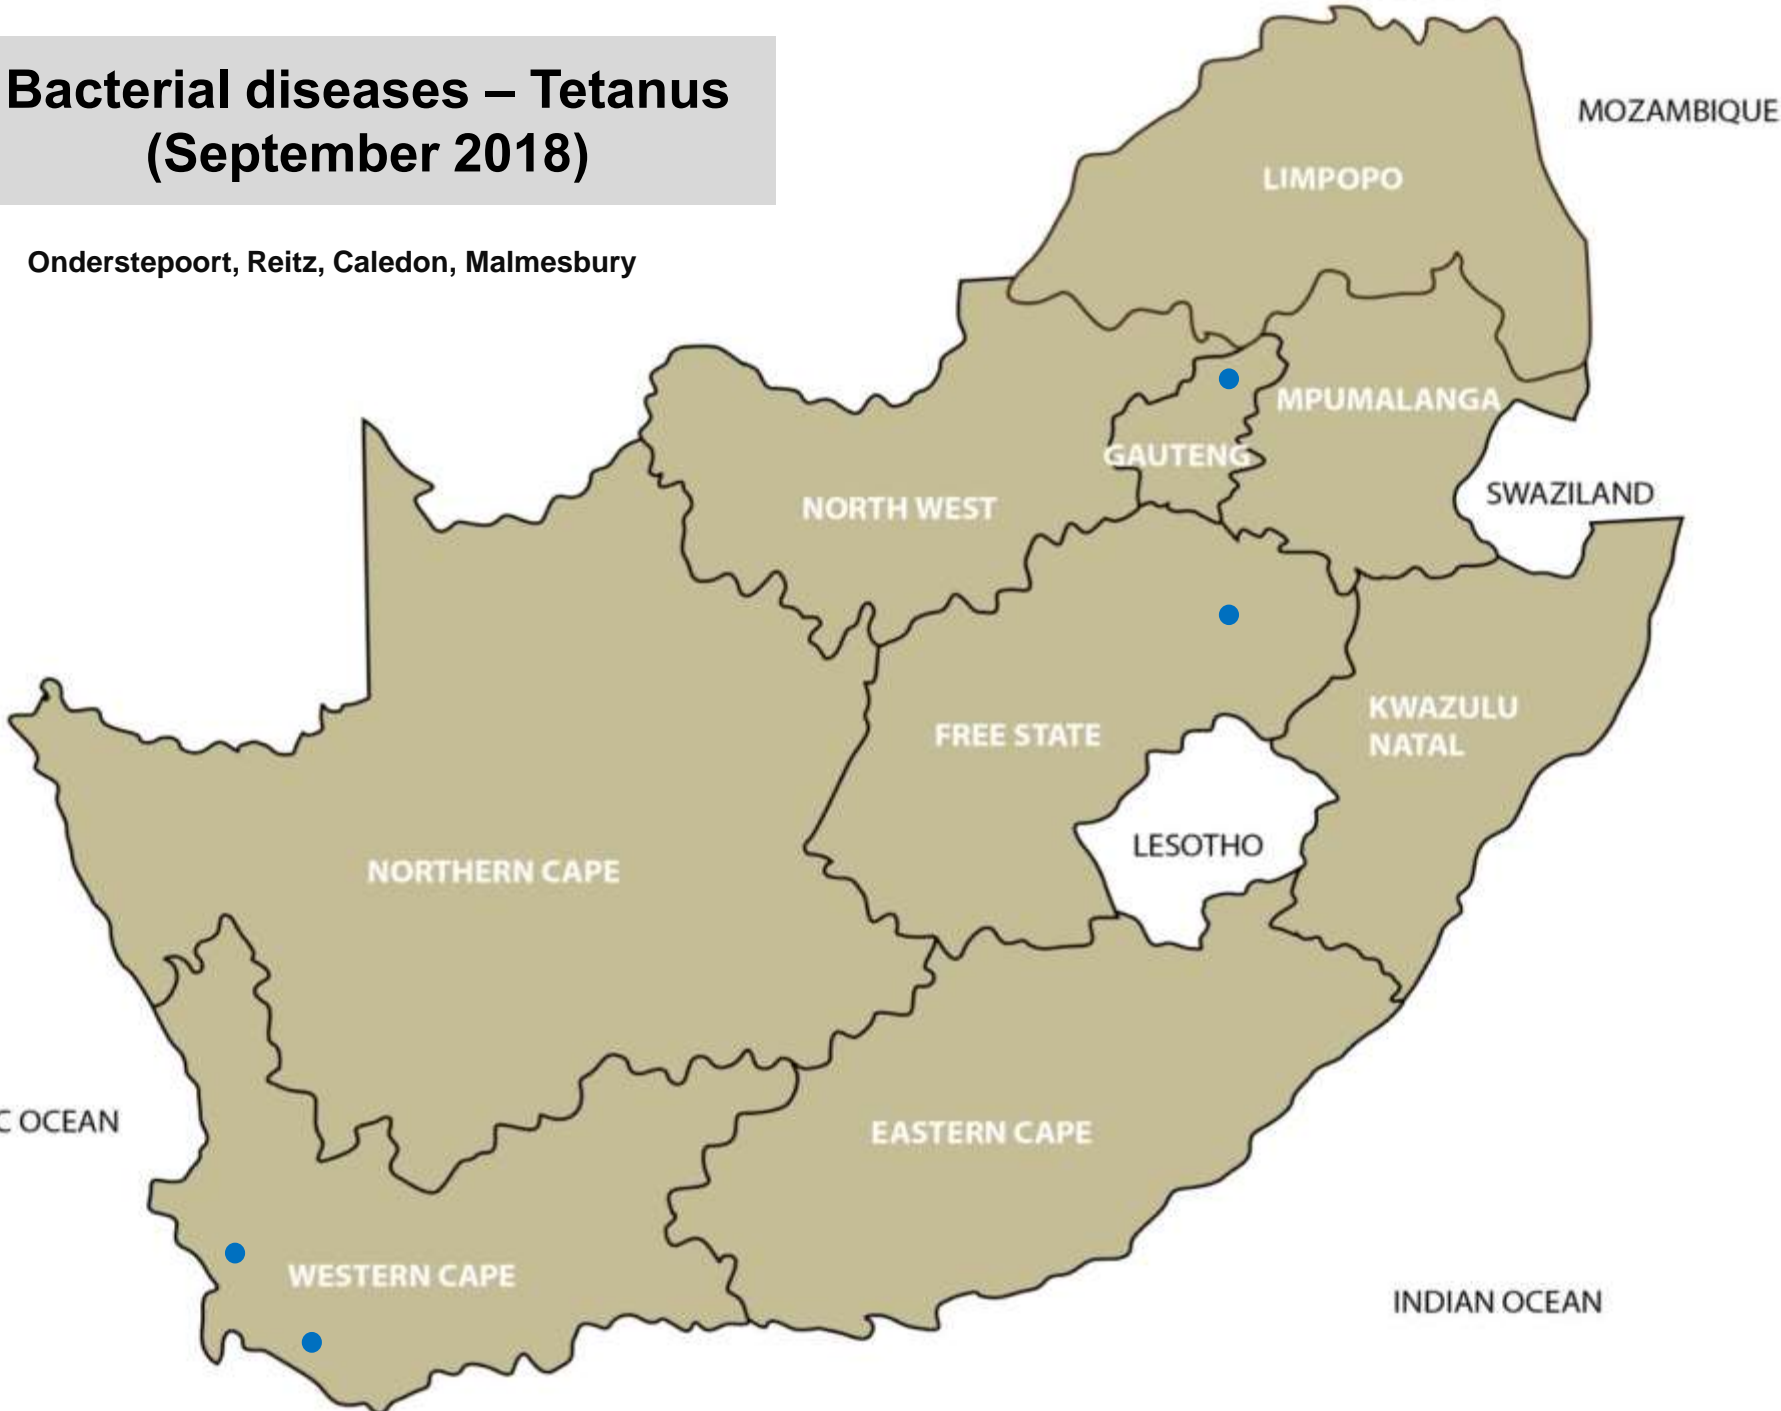 Bacterial diseases – Tetanus
(September 2018)
MOZAMBIQUE
LIMPOPO
Onderstepoort, Reitz, Caledon, Malmesbury
MPUMALANGA
GAUTENG
SWAZILAND
NORTH WEST
KWAZULU
NATAL
FREE STATE
LESOTHO
NORTHERN CAPE
C OCEAN
EASTERN CAPE
WESTERN CAPE
INDIAN OCEAN